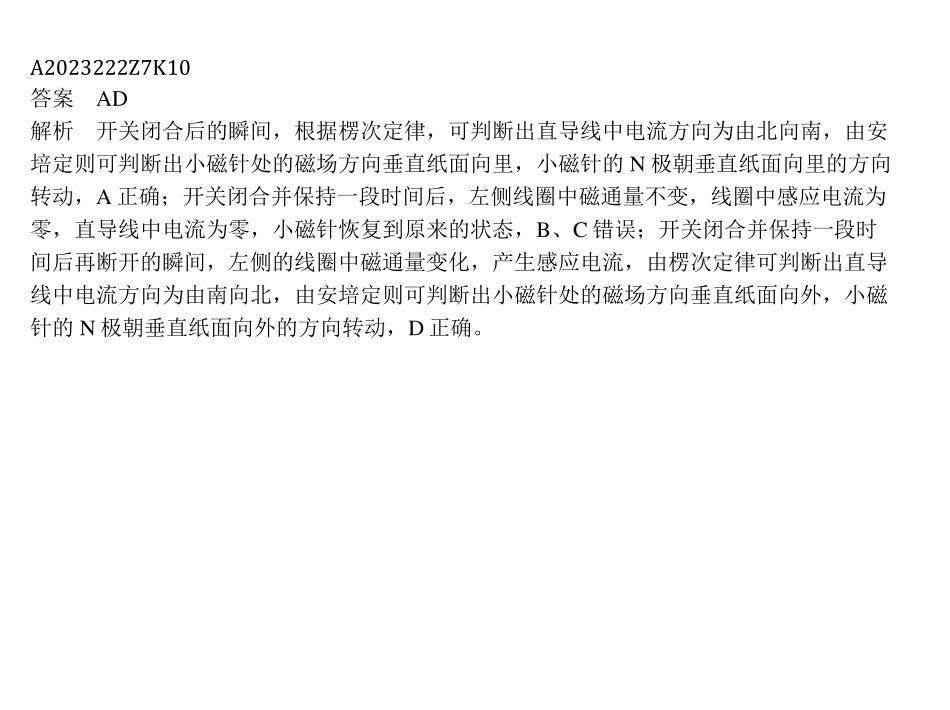 A2023222Z7K10
答案 AD
解析 开关闭合后的瞬间，根据楞次定律，可判断出直导线中电流方向为由北向南，由安
培定则可判断出小磁针处的磁场方向垂直纸面向里，小磁针的 N 极朝垂直纸面向里的方向
转动，A 正确；开关闭合并保持一段时间后，左侧线圈中磁通量不变，线圈中感应电流为
零，直导线中电流为零，小磁针恢复到原来的状态，B、C 错误；开关闭合并保持一段时
间后再断开的瞬间，左侧的线圈中磁通量变化，产生感应电流，由楞次定律可判断出直导
线中电流方向为由南向北，由安培定则可判断出小磁针处的磁场方向垂直纸面向外，小磁
针的 N 极朝垂直纸面向外的方向转动，D 正确。